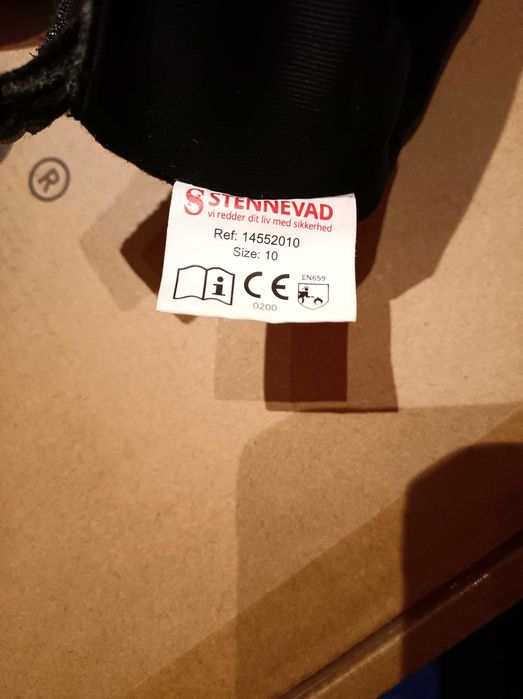 ®
STENNEVAD
vi redder dit liv med sikkerhed
Ref: 14552010
Size: 10
i CE
EN659
0200